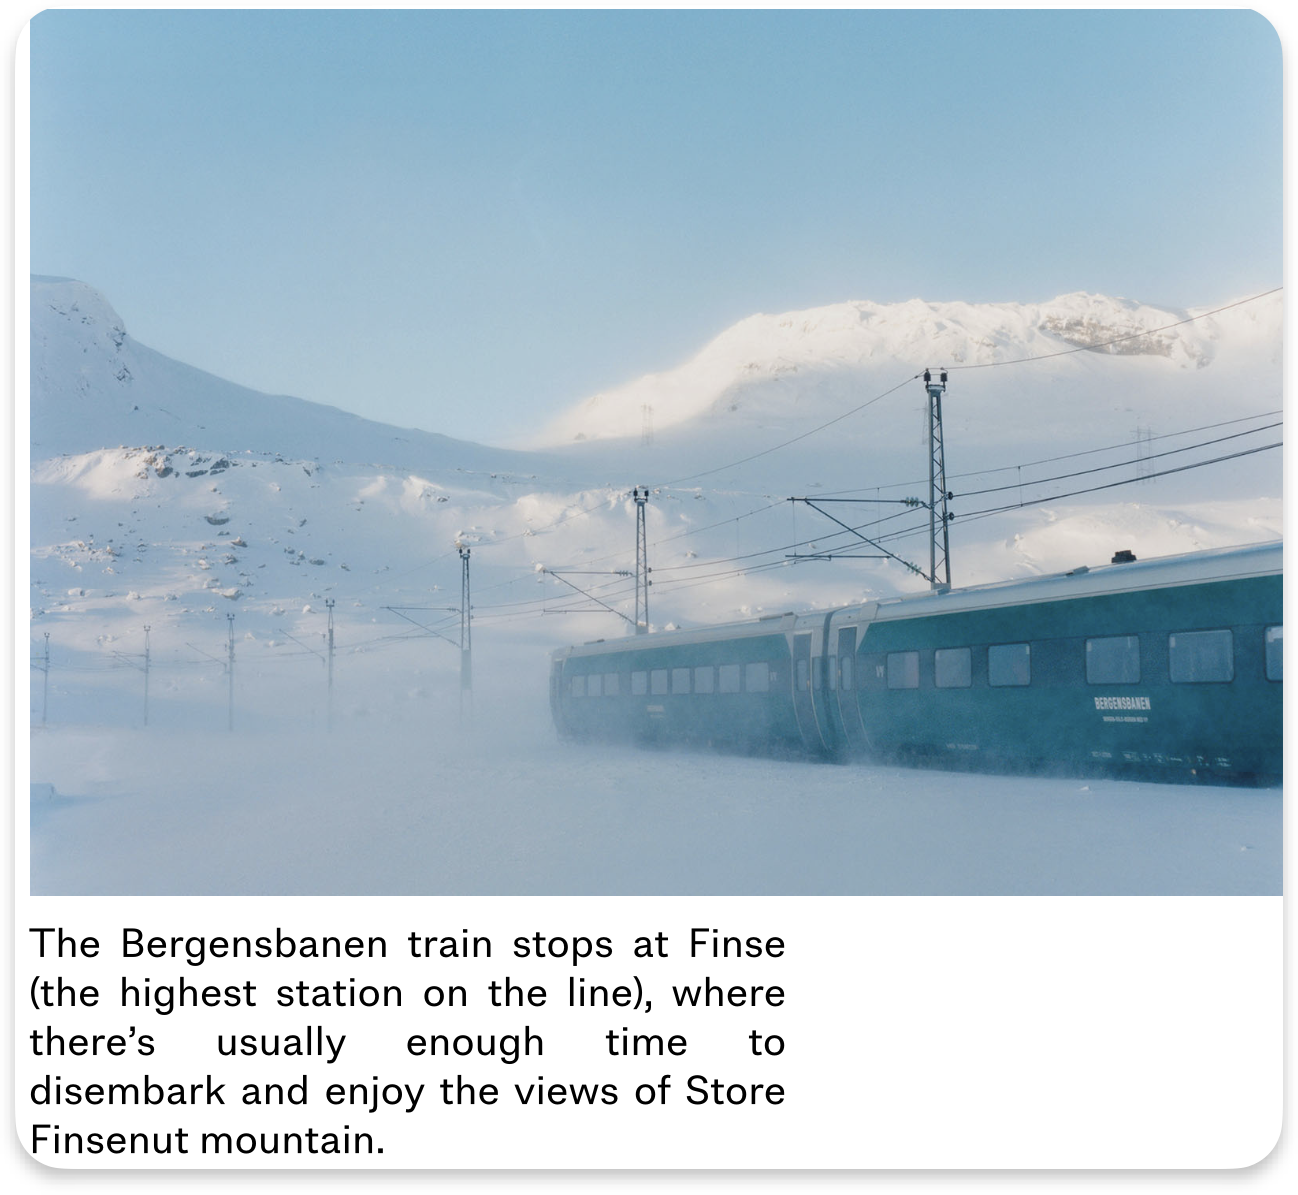 BERGENSBANEN
The Bergensbanen train stops at Finse
(the highest station on the line), where
there’s usually enough time to
disembark and enjoy the views of Store
Finsenut mountain.